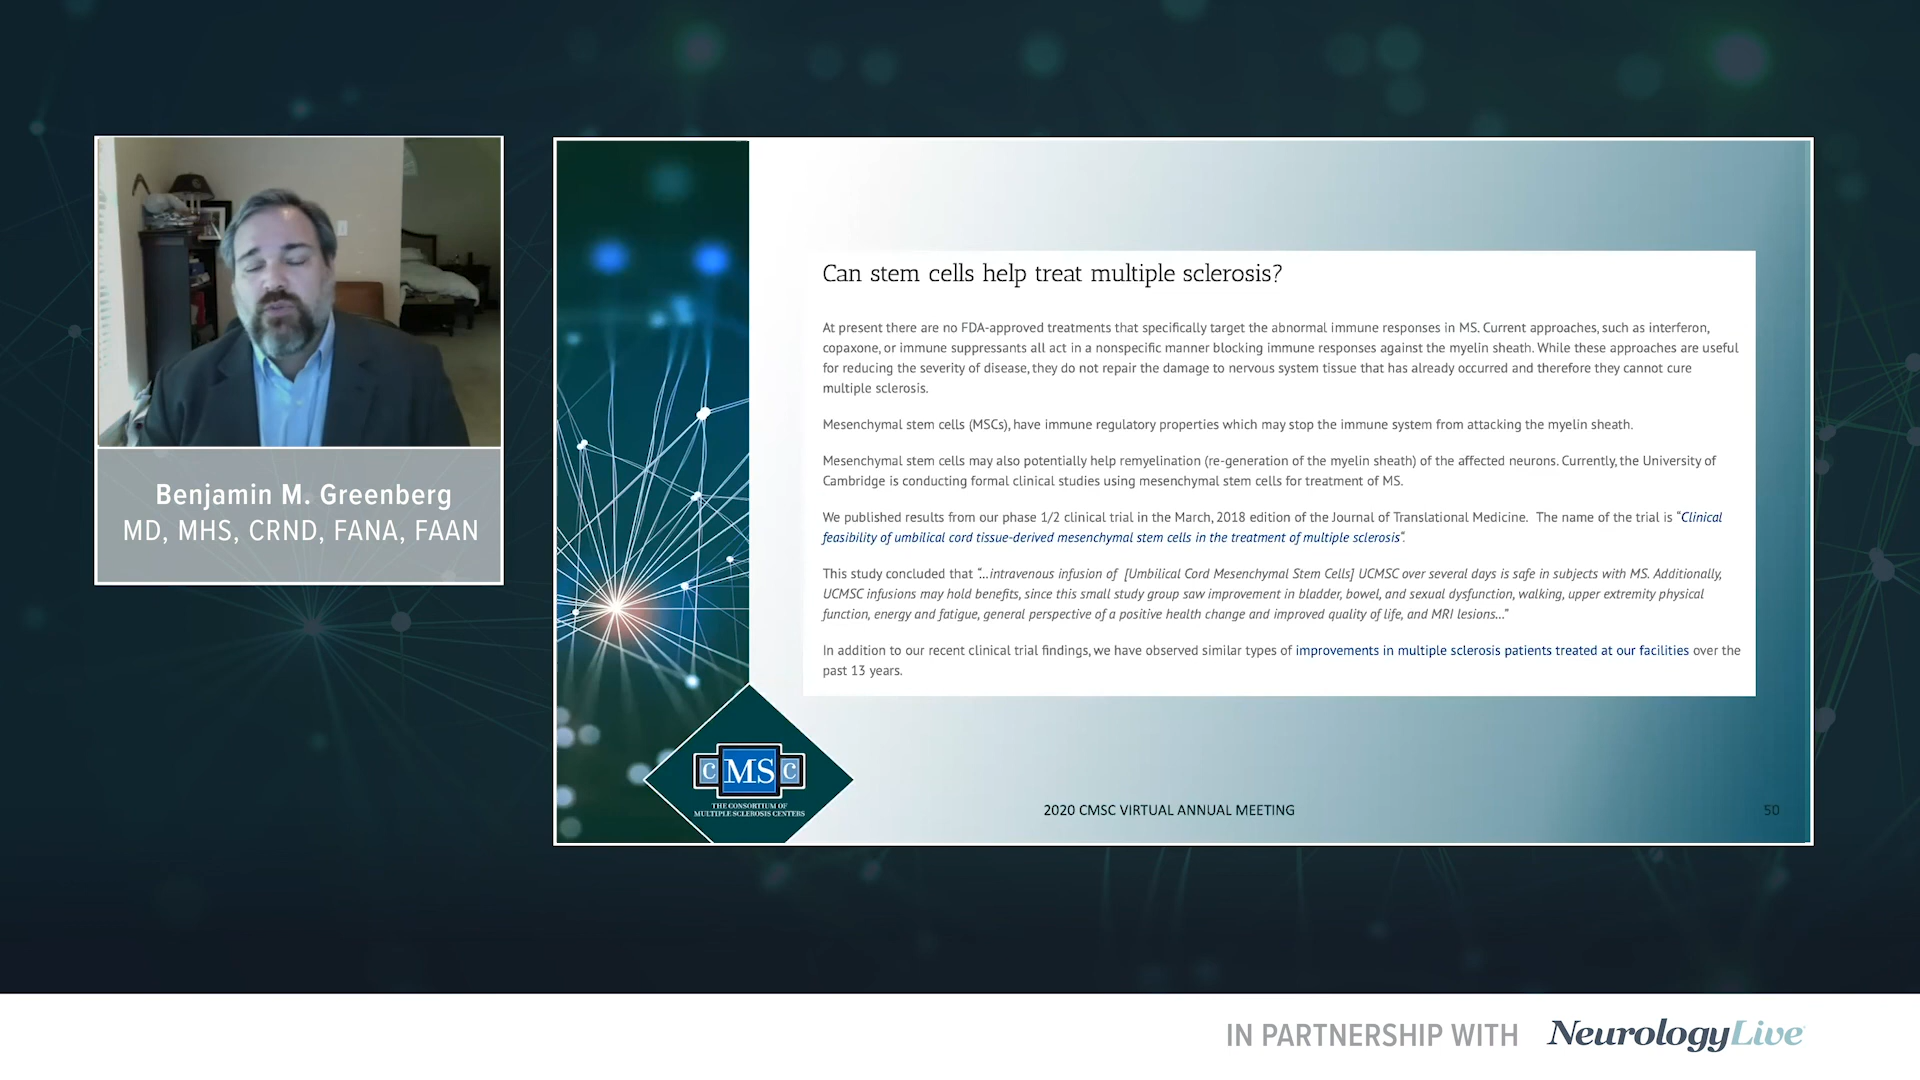 Benjamin M. Greenberg
MD, MHS, CRND, FANA, FAAN
Can stem cells help treat multiple sclerosis?
At present there are no FDA-approved treatments that specifically target the abnormal immune responses in MS. Current approaches, such as interferon,
copaxone, or immune suppressants all act in a nonspecific manner blocking immune responses against the myelin sheath. While these approaches are useful
for reducing the severity of disease, they do not repair the damage to nervous system tissue that has already occurred and therefore they cannot cure
multiple sclerosis.
Mesenchymal stem cells (MSCs), have immune regulatory properties which may stop the immune system from attacking the myelin sheath.
Mesenchymal stem cells may also potentially help remyelination (re-generation of the myelin sheath) of the affected neurons. Currently, the University of
Cambridge is conducting formal clinical studies using mesenchymal stem cells for treatment of MS.
We published results from our phase 1/2 clinical trial in the March, 2018 edition of the Journal of Translational Medicine. The name of the trial is “Clinical
feasibility of umbilical cord tissue-derived mesenchymal stem cells in the treatment of multiple sclerosis“.
This study concluded that “…intravenous infusion of [Umbilical Cord Mesenchymal Stem Cells] UCMSC over several days is safe in subjects with MS. Additionally,
UCMSC infusions may hold benefits, since this small study group saw improvement in bladder, bowel, and sexual dysfunction, walking, upper extremity physical
function, energy and fatigue, general perspective of a positive health change and improved quality of life, and MRI lesions…”
In addition to our recent clinical trial findings, we have observed similar types of improvements in multiple sclerosis patients treated at our facilities over the
past 13 years.
C MS C
THE CONSORTIUM OF
MULTIPLE SCLEROSIS CENTERS
2020 CMSC VIRTUAL ANNUAL MEETING
50
IN PARTNERSHIP WITH NeurologyLive